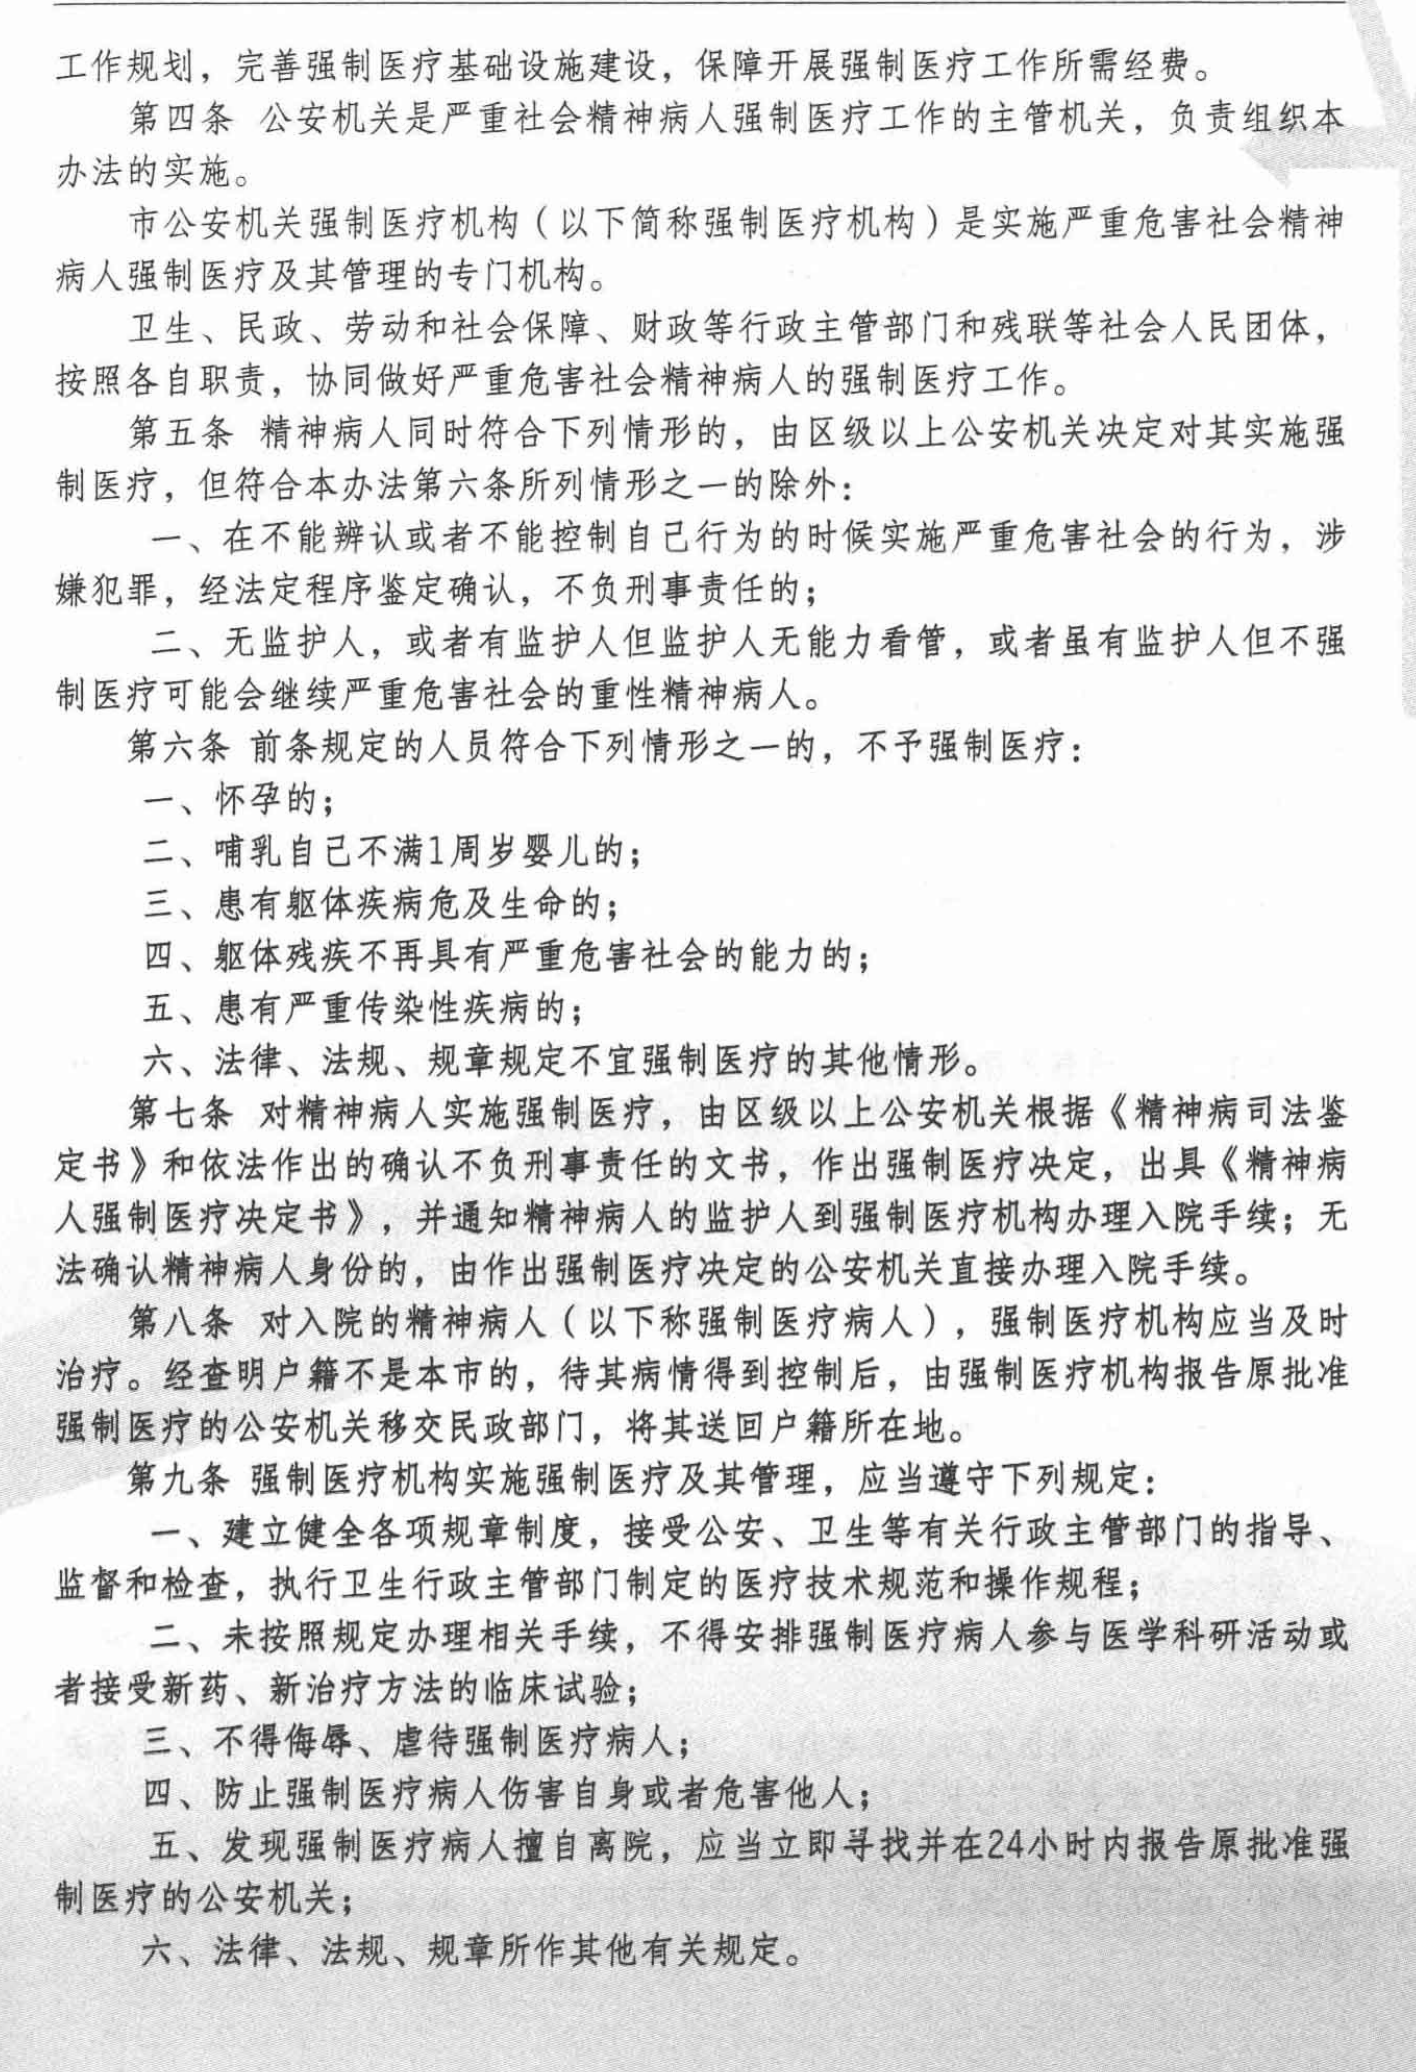 工作规划，完善强制医疗基础设施建设，保障开展强制医疗工作所需经费。
第四条 公安机关是严重社会精神病人强制医疗工作的主管机关，负责组织本
办法的实施。
市公安机关强制医疗机构（以下简称强制医疗机构）是实施严重危害社会精神
病人强制医疗及其管理的专门机构。
卫生、民政、劳动和社会保障、财政等行政主管部门和残联等社会人民团体，
按照各自职责，协同做好严重危害社会精神病人的强制医疗工作。
第五条 精神病人同时符合下列情形的，由区级以上公安机关决定对其实施强
制医疗，但符合本办法第六条所列情形之一的除外：
一、在不能辨认或者不能控制自己行为的时候实施严重危害社会的行为，涉
嫌犯罪，经法定程序鉴定确认，不负刑事责任的；
二、无监护人，或者有监护人但监护人无能力看管，或者虽有监护人但不强
制医疗可能会继续严重危害社会的重性精神病人。
第六条 前条规定的人员符合下列情形之一的，不予强制医疗：
一、怀孕的；
二、哺乳自己不满1周岁婴儿的；
三、患有躯体疾病危及生命的；
四、躯体残疾不再具有严重危害社会的能力的；
五、患有严重传染性疾病的；
六、法律、法规、规章规定不宜强制医疗的其他情形。
第七条 对精神病人实施强制医疗，由区级以上公安机关根据《精神病司法鉴
定书》和依法作出的确认不负刑事责任的文书，作出强制医疗决定，出具《精神病
人强制医疗决定书》，并通知精神病人的监护人到强制医疗机构办理入院手续；无
法确认精神病人身份的，由作出强制医疗决定的公安机关直接办理入院手续。
第八条 对入院的精神病人（以下称强制医疗病人），强制医疗机构应当及时
治疗。经查明户籍不是本市的，待其病情得到控制后，由强制医疗机构报告原批准
强制医疗的公安机关移交民政部门，将其送回户籍所在地。
第九条 强制医疗机构实施强制医疗及其管理，应当遵守下列规定：
一、建立健全各项规章制度，接受公安、卫生等有关行政主管部门的指导、
监督和检查，执行卫生行政主管部门制定的医疗技术规范和操作规程；
二、未按照规定办理相关手续，不得安排强制医疗病人参与医学科研活动或
者接受新药、新治疗方法的临床试验；
三、不得侮辱、虐待强制医疗病人；
四、防止强制医疗病人伤害自身或者危害他人；
五、发现强制医疗病人擅自离院，应当立即寻找并在24小时内报告原批准强
制医疗的公安机关；
六、法律、法规、规章所作其他有关规定。